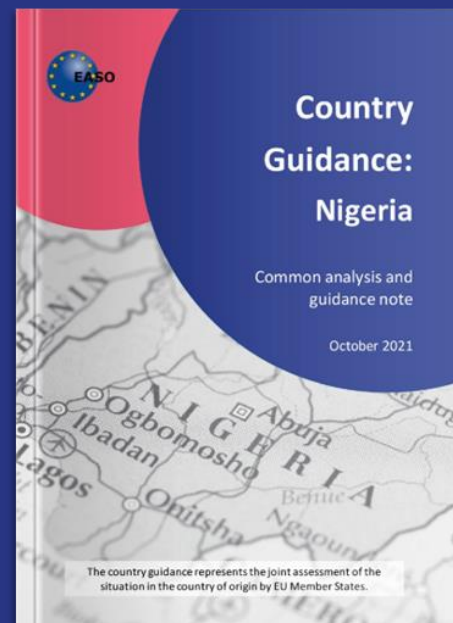 EASO
Country
Guidance:
Nigeria
Common analysis and
guidance note
October 2021
BENIN
NIGERIA
Abuja
Ogbomosho
Ibadan
Lagos
Onitsha
Benue
The country guidance represents the joint assessment of the
situation in the country of origin by EU Member States.